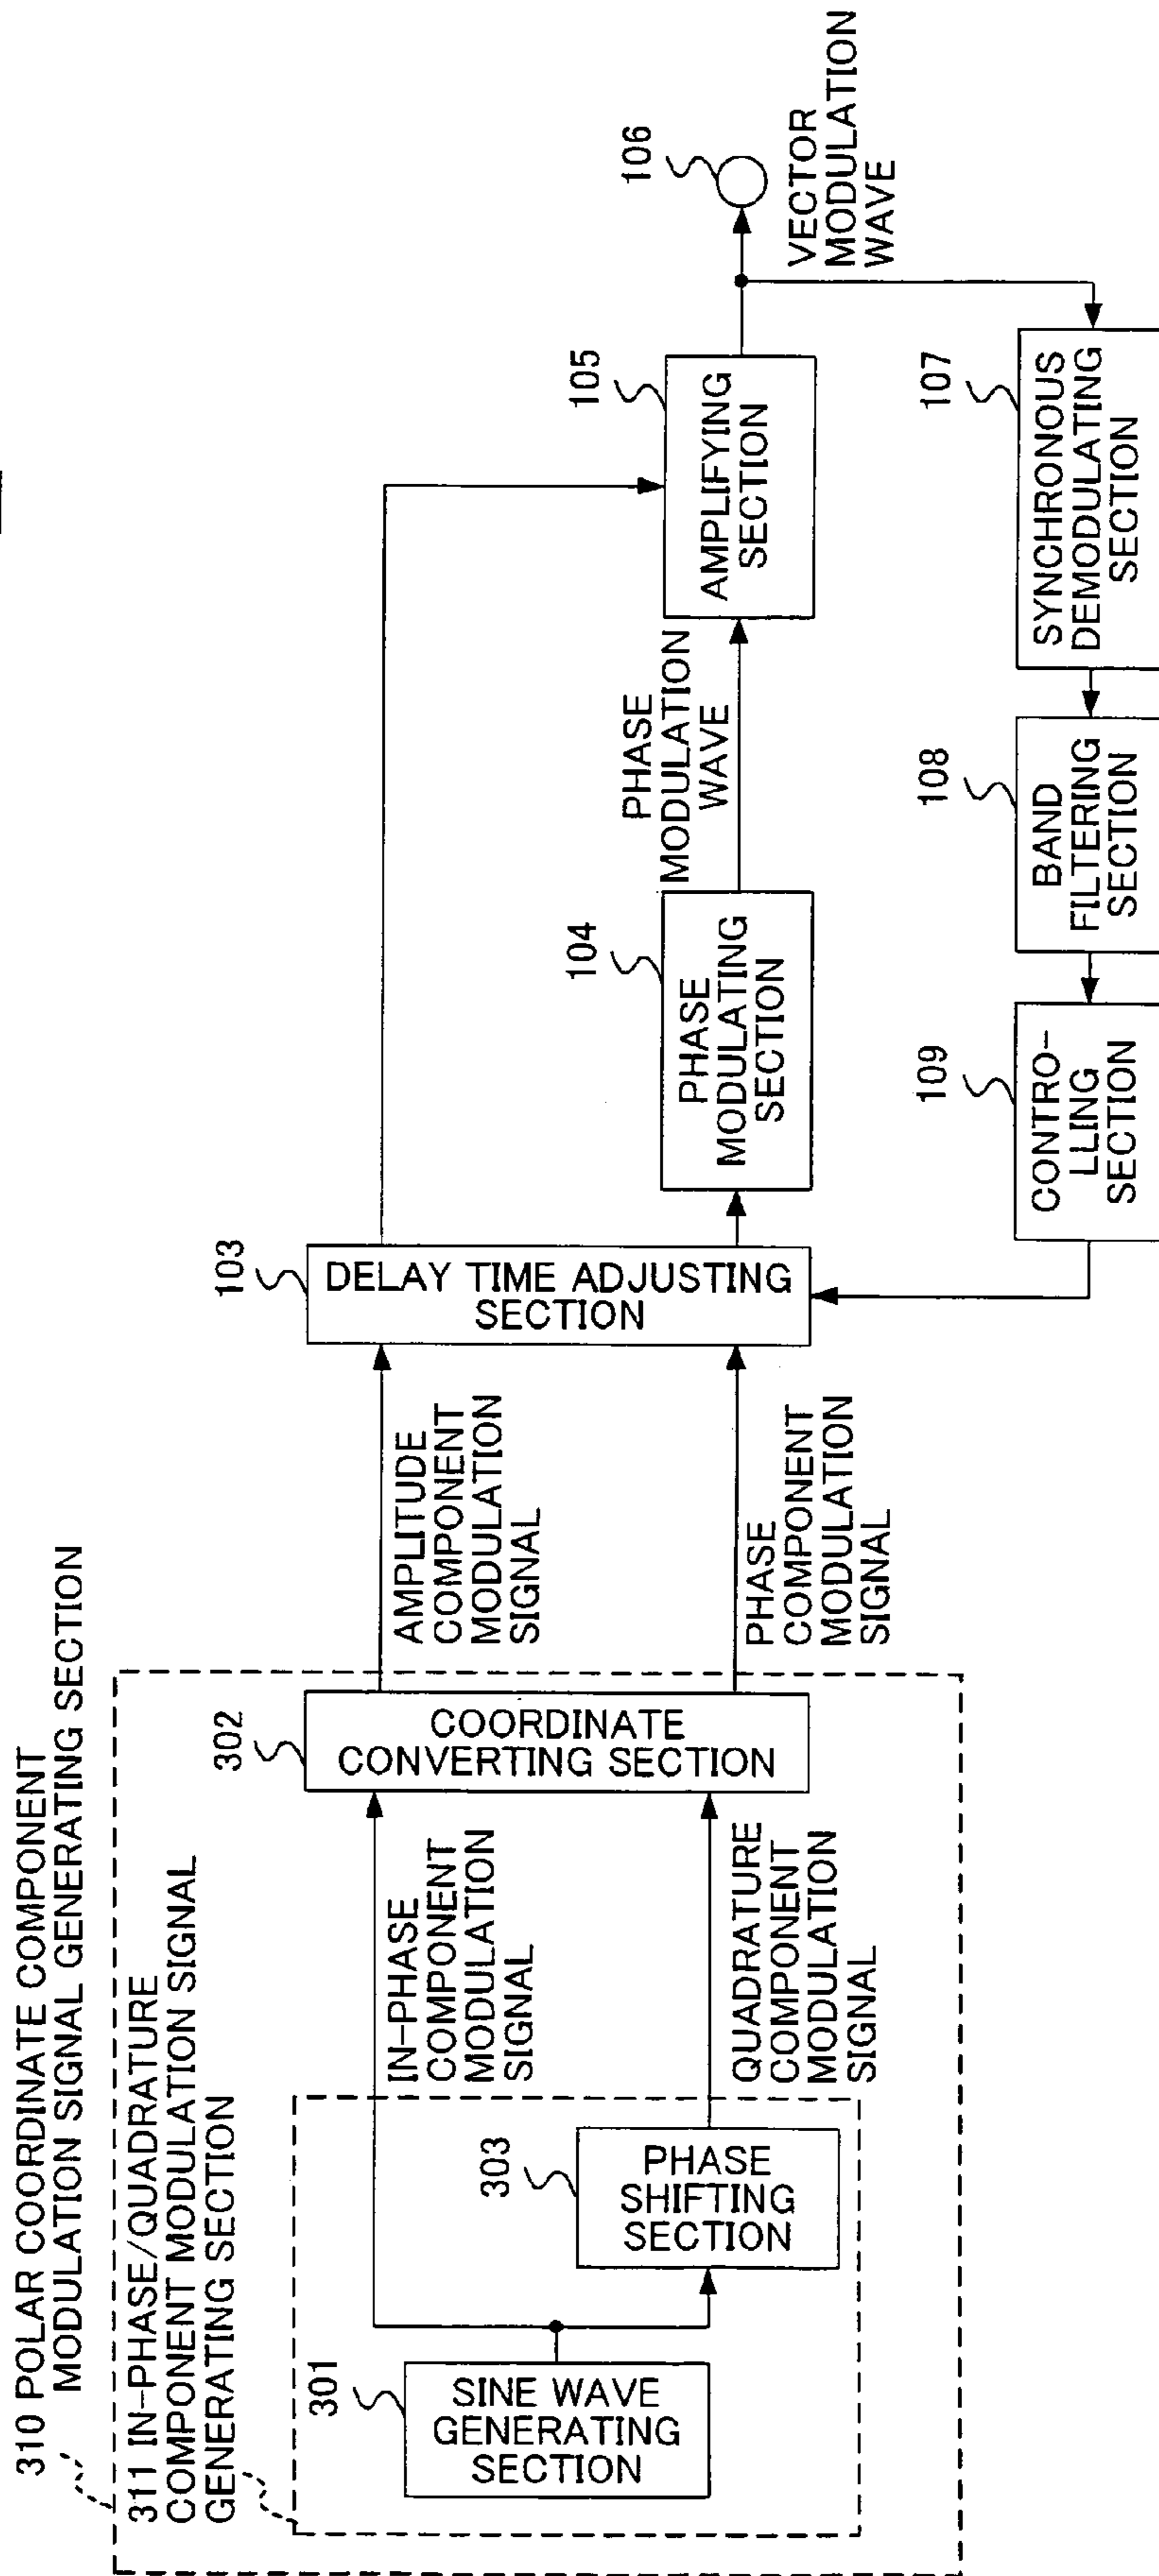 310 POLAR COORDINATE COMPONENT
MODULATION SIGNAL GENERATING SECTION
311 IN-PHASE/QUADRATURE
COMPONENT MODULATION SIGNAL
GENERATING SECTION
301
SINE WAVE
GENERATING
SECTION
303
PHASE
SHIFTING
SECTION
IN-PHASE
COMPONENT
MODULATION
SIGNAL
QUADRATURE
COMPONENT
MODULATION
SIGNAL
302
COORDINATE
CONVERTING SECTION
AMPLITUDE
COMPONENT
MODULATION
SIGNAL
PHASE
COMPONENT
MODULATION
SIGNAL
103
DELAY TIME ADJUSTING
SECTION
104
PHASE
MODULATING
SECTION
PHASE
MODULATION
WAVE
105
AMPLIFYING
SECTION
106
VECTOR
MODULATION
WAVE
107
SYNCHRONOUS
DEMODULATING
SECTION
108
BAND
FILTERING
SECTION
109
CONTRO-
LLING
SECTION